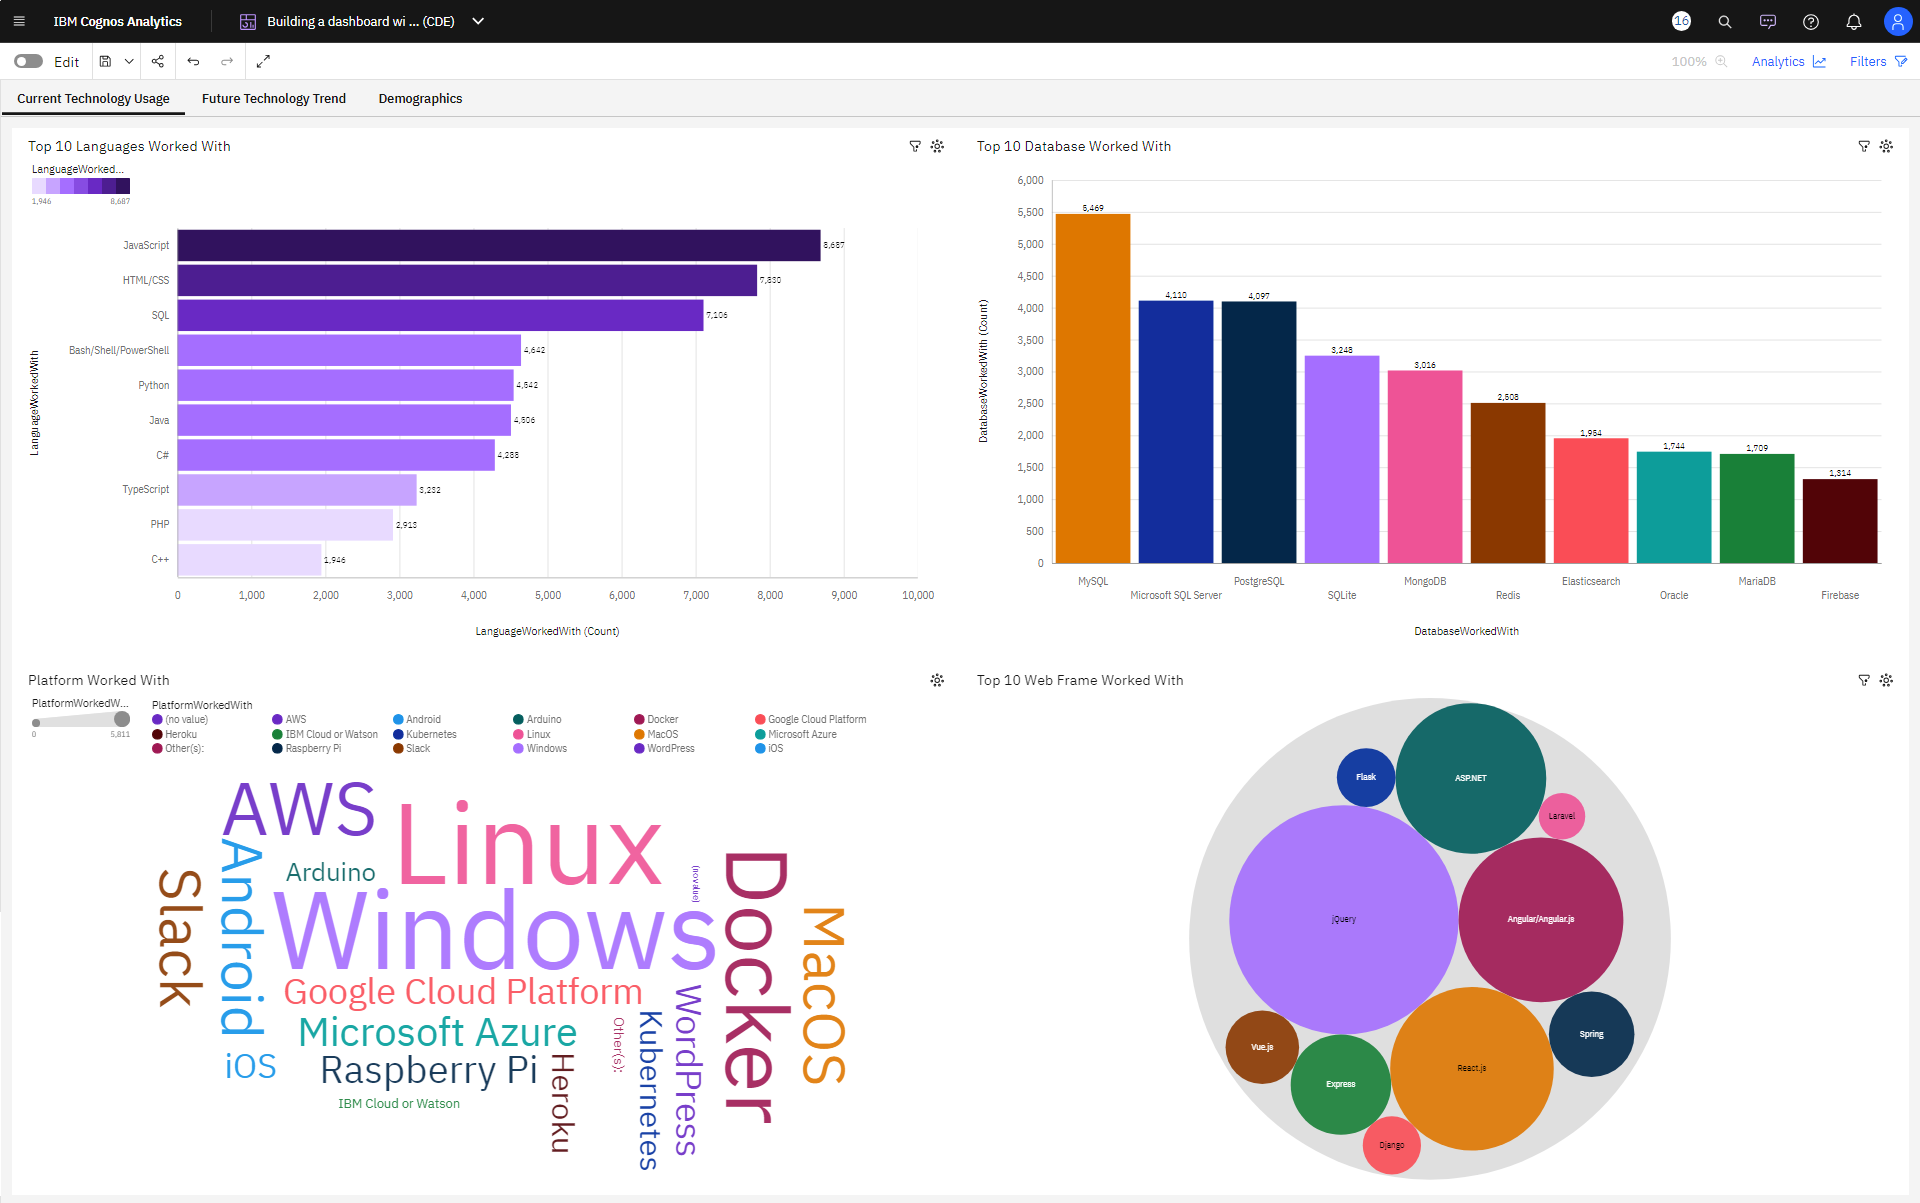 IBM Cognos Analytics
Building a dashboard wi ... (CDE)
16
Edit
100%
Analytics
Filters
Current Technology Usage
Future Technology Trend
Demographics
Top 10 Languages Worked With
LanguageWorked...
1,946
8,687
LanguageWorkedWith
JavaScript
8,687
HTML/CSS
7,830
SQL
7,106
Bash/Shell/PowerShell
4,642
Python
4,542
Java
4,506
C#
4,288
TypeScript
3,232
PHP
2,913
C++
1,946
0
1,000
2,000
3,000
4,000
5,000
6,000
7,000
8,000
9,000
10,000
LanguageWorkedWith (Count)
Top 10 Database Worked With
DatabaseWorkedWith (Count)
6,000
5,500
5,000
4,500
4,000
3,500
3,000
2,500
2,000
1,500
1,000
500
0
5,469
4,110
4,097
3,248
3,016
2,508
1,954
1,744
1,709
1,314
MySQL
Microsoft SQL Server
PostgreSQL
SQLite
MongoDB
Redis
Elasticsearch
Oracle
MariaDB
Firebase
DatabaseWorkedWith
Platform Worked With
PlatformWorkedW...
0
5,811
PlatformWorkedWith
(no value)
AWS
Android
Arduino
Docker
Google Cloud Platform
Heroku
IBM Cloud or Watson
Kubernetes
Linux
MacOS
Microsoft Azure
Other(s):
Raspberry Pi
Slack
Windows
WordPress
iOS
AWS
Linux
Android
Arduino
Slack
Windows
(no value)
Docker
MacOS
Google Cloud Platform
Microsoft Azure
Other(s):
Kubernetes
WordPress
iOS
Raspberry Pi
Heroku
IBM Cloud or Watson
Top 10 Web Frame Worked With
Flask
ASP.NET
Laravel
jQuery
Angular/Angular.js
Spring
Vue.js
React.js
Express
Django